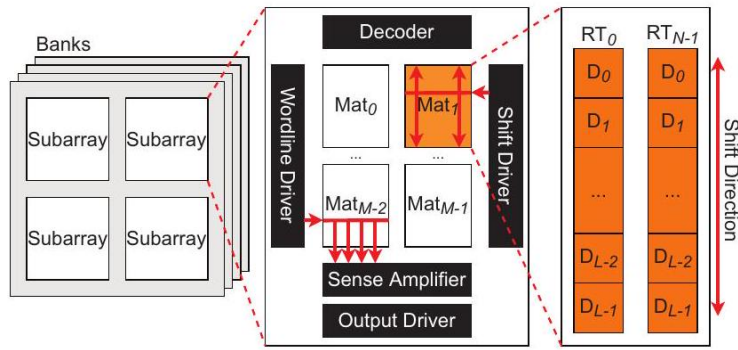 Banks
Subarray Subarray
Subarray Subarray
Decoder
Wordline Driver
Mat0 Mat1
... ...
MatM-2 MatM-1
Shift Driver
Sense Amplifier
Output Driver
RT0 RTN-1
D0 D0
D1 D1
... ...
DL-2 DL-2
DL-1 DL-1
Shift Direction